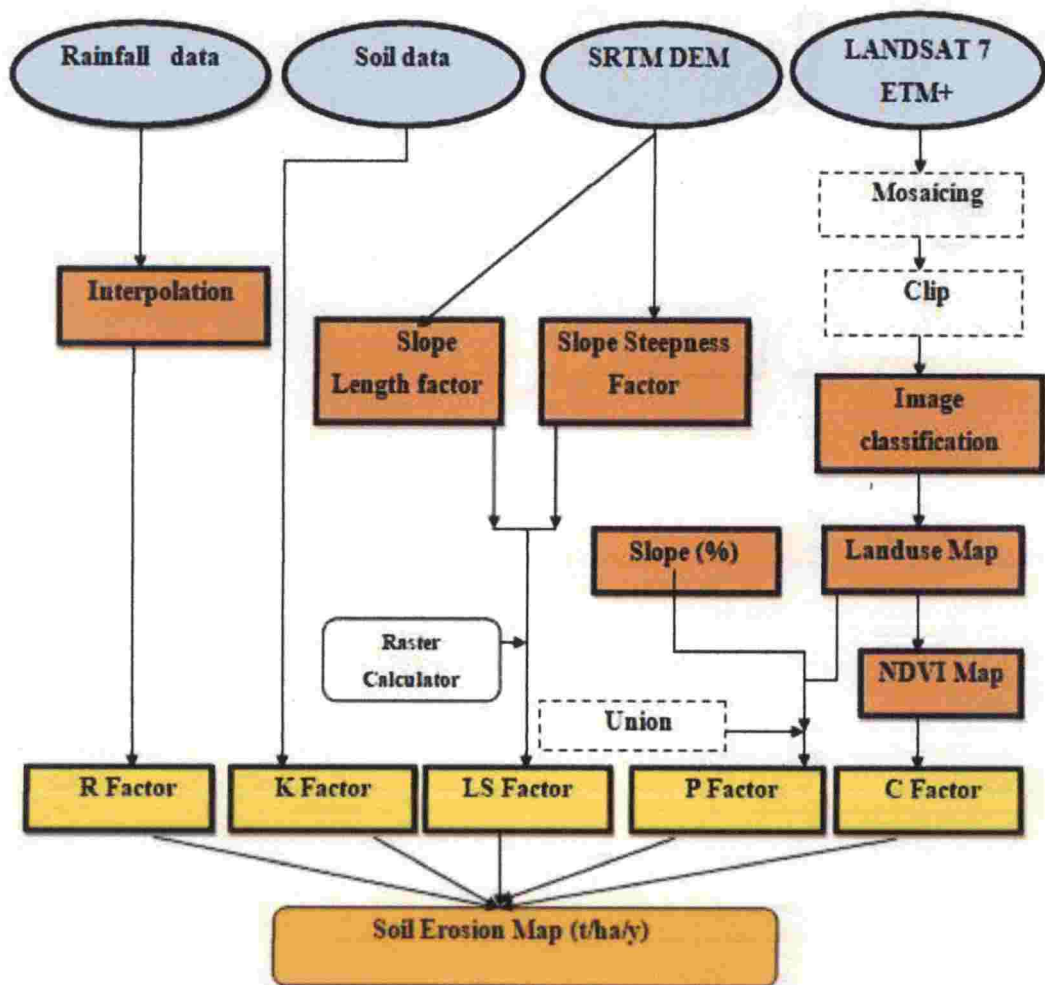 Rainfall data
Soil data
SRTM DEM
LANDSAT 7
ETM+
Mosaicing
Interpolation
Clip
Slope
Length factor
Slope Steepness
Factor
Image
classification
Slope (%)
Landuse Map
Raster
Calculator
NDVI Map
Union
R Factor
K Factor
LS Factor
P Factor
C Factor
Soil Erosion Map (t/ha/y)